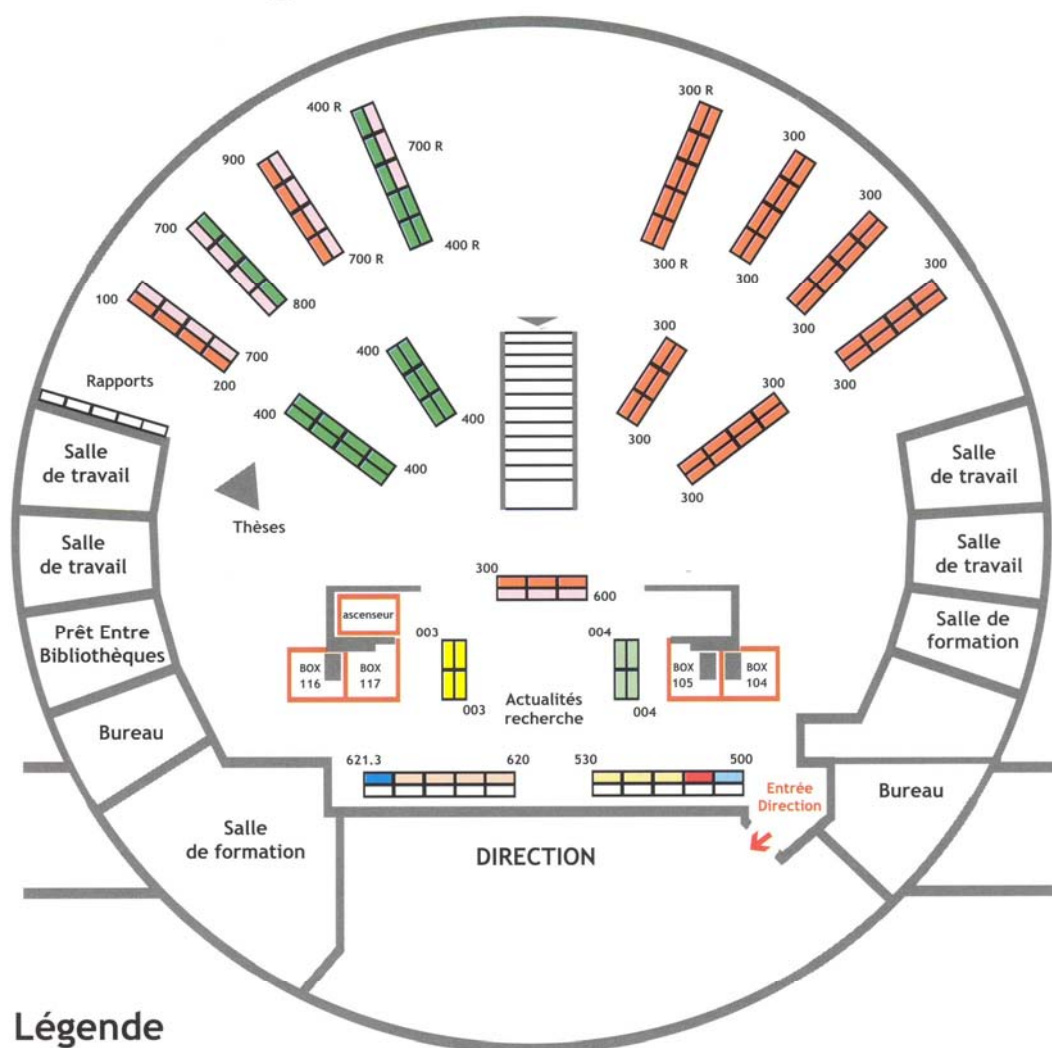 400 R
300 R
700 R
300
900
300
700
400 R
300 R
300
100
700 R
300
800
300
300
700
400
300
200
300
300
Rapports
400
400
300
400
300
Salle
de travail
Salle
de travail
Thèses
Salle
de travail
300
600
Salle
de travail
ascenseur
Prêt Entre
Bibliothèques
003
004
Salle de
formation
BOX
116
BOX
117
BOX
105
BOX
104
003
Actualités
recherche
004
Bureau
621.3
620
530
500
Entrée
Direction
Bureau
Salle
de formation
DIRECTION
Légende